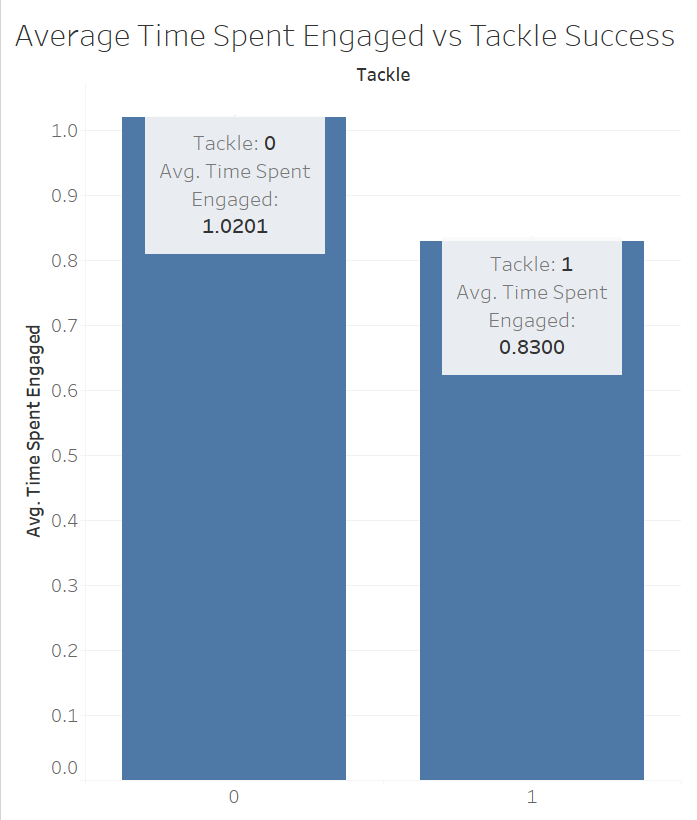 Average Time Spent Engaged vs Tackle Success
Tackle
Avg. Time Spent Engaged
1.0
0.9
0.8
0.7
0.6
0.5
0.4
0.3
0.2
0.1
0.0
Tackle: 0
Avg. Time Spent
Engaged:
1.0201
Tackle: 1
Avg. Time Spent
Engaged:
0.8300
0
1